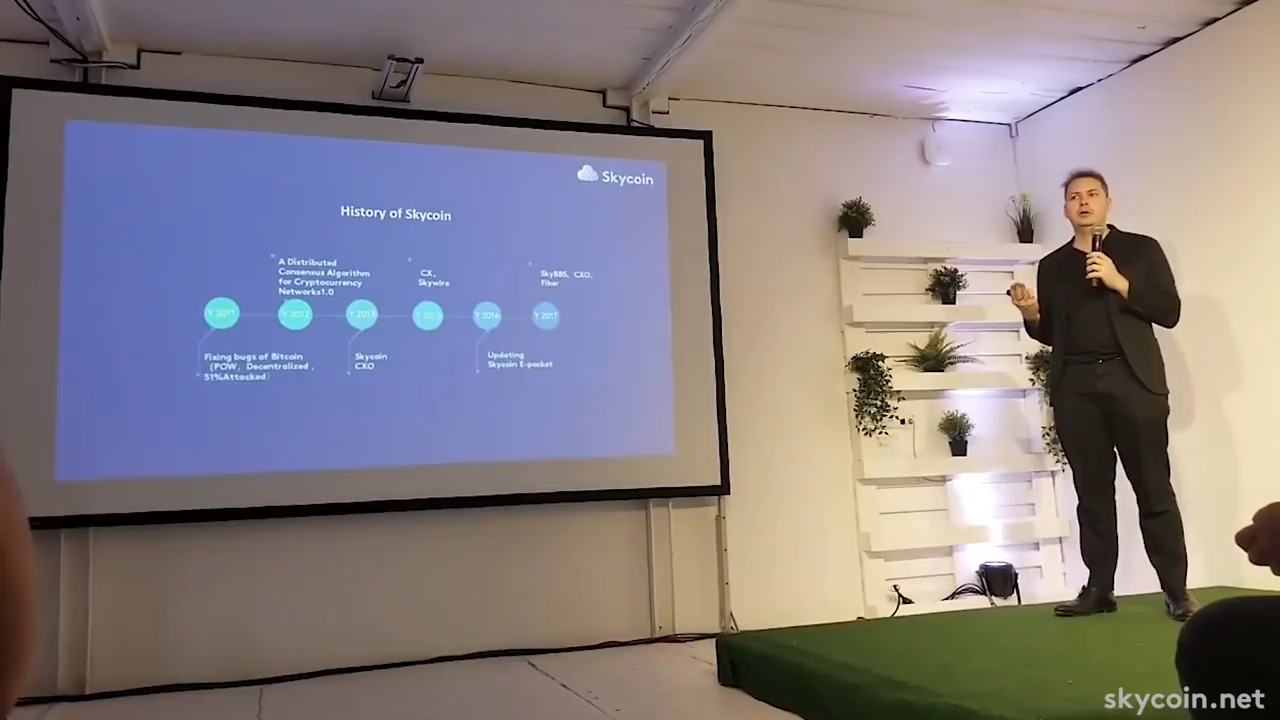 Skycoin
History of Skycoin
A Distributed
Consensus Algorithm
for Cryptocurrency
Networks1.0
CX、
Skywire
SkyBBS、CXO、
Fiber
Y 2011
Y 2012
Y 2013
Y 2015
Y 2016
Y 2017
Fixing bugs of Bitcoin
（POW、Decentralized ,
51%Attacked）
Skycoin
CXO
Updating
Skycoin E-pocket
skycoin.net